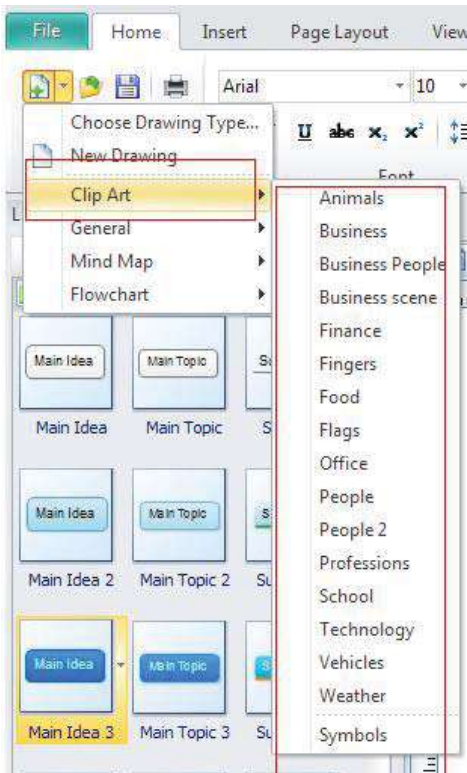 File Home Insert Page Layout View
Arial 10
U abc x₂ x²
Font
Choose Drawing Type...
New Drawing
Clip Art
General
Mind Map
Flowchart
Animals
Business
Business People
Business scene
Finance
Fingers
Food
Flags
Office
People
People 2
Professions
School
Technology
Vehicles
Weather
Symbols
Main Idea Main Topic
Main Idea Main Topic
Main Idea Main Topic
Main Idea 2 Main Topic 2
Main Idea Main Topic
Main Idea 3 Main Topic 3